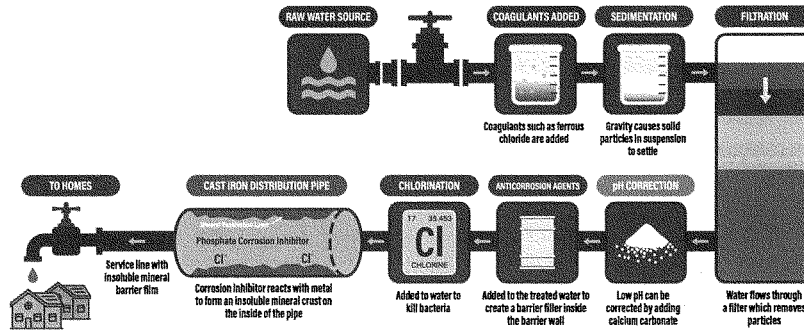 RAW WATER SOURCE
COAGULANTS ADDED
SEDIMENTATION
FILTRATION
Coagulants such as ferrous
chloride are added
Gravity causes solid
particles in suspension
to settle
TO HOMES
CAST IRON DISTRIBUTION PIPE
CHLORINATION
ANTICORROSION AGENTS
pH CORRECTION
Phosphate Corrosion Inhibitor
Cl
Cl
17 35.453
Cl
CHLORINE
Service line with
insoluble mineral
barrier film
Corrosion Inhibitor reacts with metal
to form an insoluble mineral crust on
the inside of the pipe
Added to water to
kill bacteria
Added to the treated water to
create a barrier filler inside
the barrier wall
Low pH can be
corrected by adding
calcium carbonate
Water flows through
a filter which removes
particles